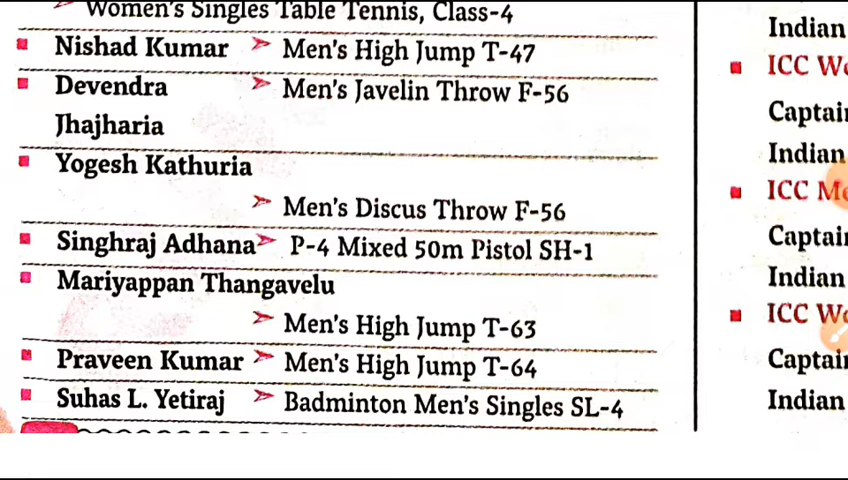 Women's Singles Table Tennis, Class-4
Nishad Kumar ➢ Men's High Jump T-47
Devendra ➢ Men's Javelin Throw F-56
Jhajharia
Yogesh Kathuria
➢ Men's Discus Throw F-56
Singhraj Adhana ➢ P-4 Mixed 50m Pistol SH-1
Mariyappan Thangavelu
➢ Men's High Jump T-63
Praveen Kumar ➢ Men's High Jump T-64
Suhas L. Yetiraj ➢ Badminton Men's Singles SL-4
Indian
ICC
Captain
Indian
ICC
Captain
Indian
ICC
Captain
Indian